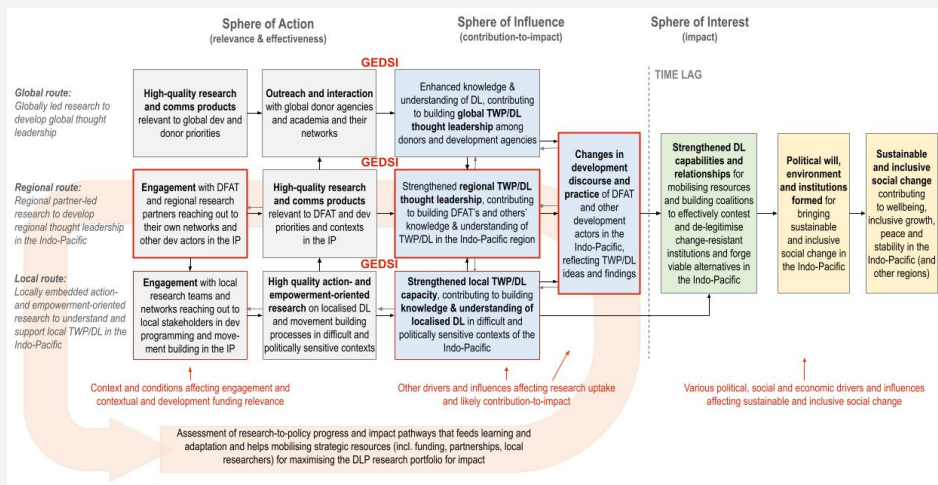 Sphere of Action
(relevance & effectiveness)
Sphere of Influence
(contribution-to-impact)
Sphere of Interest
(impact)
GEDSI
TIME LAG
Global route:
Globally led research to
develop global thought
leadership
High-quality research
and comms products
relevant to global dev and
donor priorities
Outreach and interaction
with global donor agencies
and academia and their
networks
Enhanced knowledge &
understanding of DL, contributing
to building global TWP/DL
thought leadership among
donors and development agencies
GEDSI
Regional route:
Regional partner-led
research to develop
regional thought leadership
in the Indo-Pacific
Engagement with DFAT
and regional research
partners reaching out to
their own networks and
other dev actors in the IP
High-quality research
and comms products
relevant to DFAT and dev
priorities and contexts
in the IP
Strengthened regional TWP/DL
thought leadership, contributing
to building DFAT's and others'
knowledge & understanding of
TWP/DL in the Indo-Pacific region
Changes in
development
discourse and
practice of
DFAT and other
development
actors in the
Indo-Pacific,
reflecting TWP/DL
ideas and findings
Strengthened DL
capabilities and
relationships for
mobilising resources
and building coalitions
to effectively contest
and de-legitimise
change-resistant
institutions and forge
viable alternatives in
the Indo-Pacific
Political will,
environment and
institutions
formed for
bringing
sustainable and
inclusive social
change in the
Indo-Pacific
Sustainable
and inclusive
social change
contributing
to wellbeing,
inclusive growth,
peace and
stability in the
Indo-Pacific (and
other regions)
GEDSI
Local route:
Locally embedded action-
and empowerment-oriented
research to understand and
support local TWP/DL in the
Indo-Pacific
Engagement with local
research teams and
networks reaching out to
local stakeholders in dev
programming and move-
ment building in the IP
High quality action- and
empowerment-oriented
research on localised DL
and movement building
processes in difficult and
politically sensitive contexts
Strengthened local TWP/DL
capacity, contributing to building
knowledge & understanding of
localised DL in difficult and
politically sensitive contexts of the
Indo-Pacific
Context and conditions affecting engagement and
contextual and development funding relevance
Other drivers and influences affecting research uptake
and likely contribution-to-impact
Various political, social and economic drivers and influences
affecting sustainable and inclusive social change
Assessment of research-to-policy progress and impact pathways that feeds learning and
adaptation and helps mobilising strategic resources (incl. funding, partnerships, local
researchers) for maximising the DLP research portfolio for impact